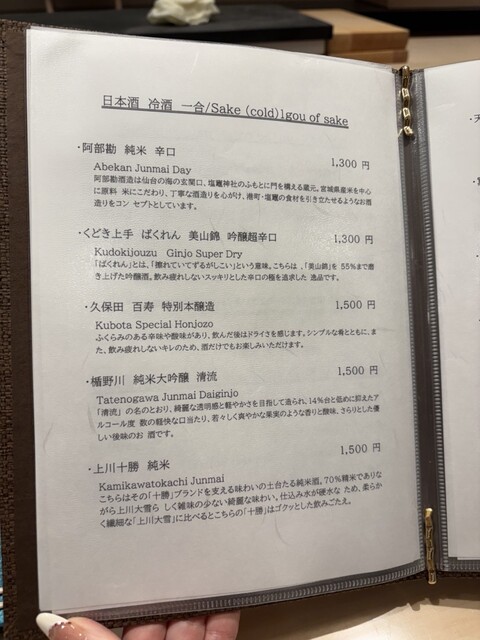 日本酒 冷酒 一合/Sake (cold)1gou of sake
・阿部勘 純米 辛口
1,300 円
Abekan Junmai Day
阿部勘酒造は仙台の海の玄関口、塩竈神社のふもとに門を構える蔵元。宮城県産米を中心
に原料 米にこだわり、丁寧な酒造りを心がけ、港町・塩竈の食材を引き立たせるようなお酒
造りをコン セプトとしています。
・くどき上手 ばくれん 美山錦 吟醸超辛口
1,300 円
Kudokijouzu Ginjo Super Dry
「ばくれん」とは、「擦れていてずるがしこい」という意味。こちらは 、「美山錦」を 55%まで磨
き上げた吟醸酒。飲み疲れしないスッキリとした辛口の極を追求した 逸品です。
・久保田 百寿 特別本醸造
1,500 円
Kubota Special Honjozo
ふくらみのある辛味や酸味があり、飲んだ後はドライさを感じます。シンプルな肴とともに、ま
た、飲み疲れしないキレのため、酒だけでもお楽しみいただけます。
・楯野川 純米大吟醸 清流
1,500 円
Tatenogawa Junmai Daiginjo
「清流」 の名のとおり、綺麗な透明感と軽やかさを目指して造られ、14%台と低めに抑えたア
ルコール度 数の軽快な口当たり、若々しく爽やかな果実のような香りと酸味、さらりとした優
しい後味のお 酒です。
・上川十勝 純米
1,500 円
Kamikawatokachi Junmai
こちらはその「十勝」ブランドを支える味わいの土台たる純米酒。70%精米でありな
がら上川大雪ら しく雑味の少ない綺麗な味わい。仕込み水が硬水な ため、柔らか
く繊細な「上川大雪」に比べるとこちらの「十勝」はゴクッとした飲みごたえ。